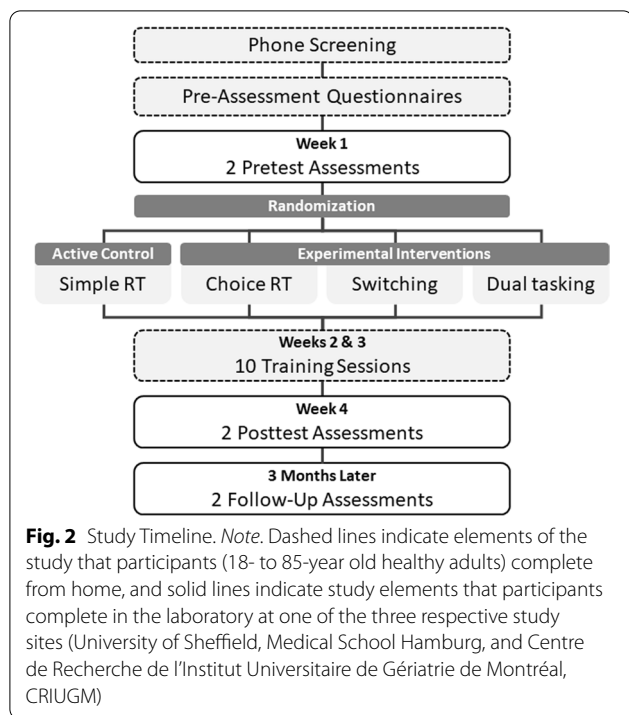 Phone Screening
Pre-Assessment Questionnaires
Week 1
2 Pretest Assessments
Randomization
Active Control
Experimental Interventions
Simple RT
Choice RT
Switching
Dual tasking
Weeks 2 & 3
10 Training Sessions
Week 4
2 Posttest Assessments
3 Months Later
2 Follow-Up Assessments
Fig. 2 Study Timeline. Note. Dashed lines indicate elements of the
study that participants (18- to 85-year old healthy adults) complete
from home, and solid lines indicate study elements that participants
complete in the laboratory at one of the three respective study
sites (University of Sheffield, Medical School Hamburg, and Centre
de Recherche de l'Institut Universitaire de Gériatrie de Montréal,
CRIUGM)